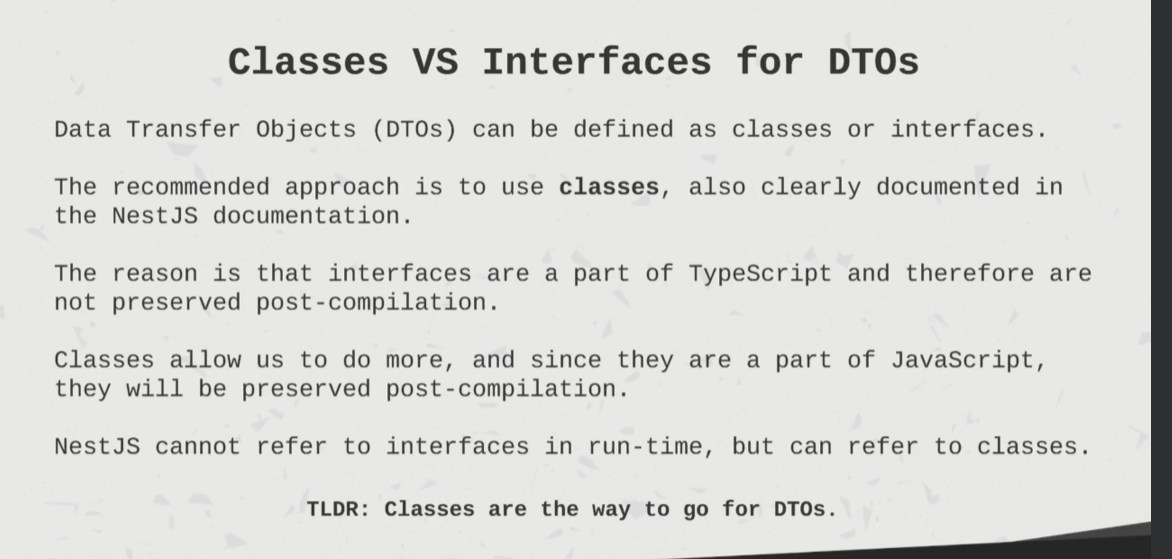 Classes VS Interfaces for DTOs
Data Transfer Objects (DTOs) can be defined as classes or interfaces.
The recommended approach is to use classes, also clearly documented in
the NestJS documentation.
The reason is that interfaces are a part of TypeScript and therefore are
not preserved post-compilation.
Classes allow us to do more, and since they are a part of JavaScript,
they will be preserved post-compilation.
NestJS cannot refer to interfaces in run-time, but can refer to classes.
TLDR: Classes are the way to go for DTOs.